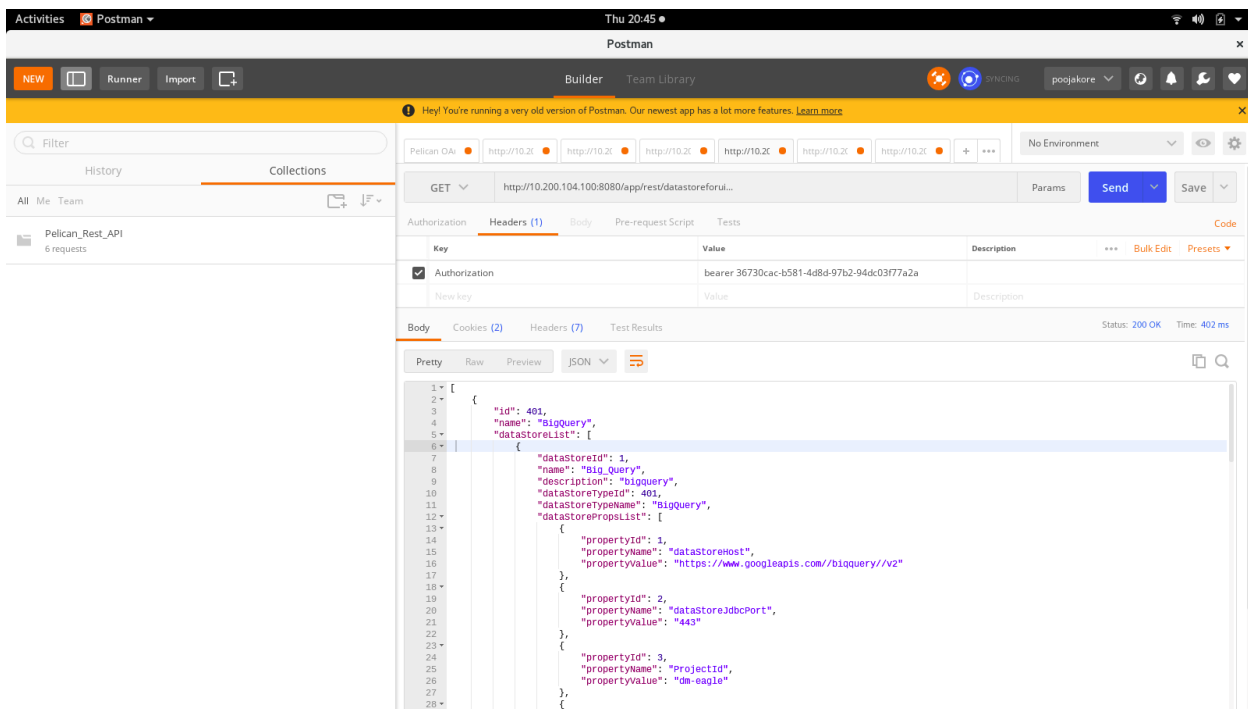 Activities Postman Thu 20:45
Postman
NEW Runner Import Builder Team Library SYNCING poojakore
Hey! You're running a very old version of Postman. Our newest app has a lot more features. Learn more
Filter
History Collections
All Me Team
Pelican_Rest_API
6 requests
Pelican OA http://10.20 http://10.20 http://10.20 http://10.20 http://10.20 http://10.20 + ••• No Environment
GET http://10.200.104.100:8080/app/rest/datastoreforui... Params Send Save
Authorization Headers (1) Body Pre-request Script Tests Code
Key Value Description ••• Bulk Edit Presets
Authorization bearer 36730cac-b581-4d8d-97b2-94dc03f77a2a
New key Value Description
Body Cookies (2) Headers (7) Test Results Status: 200 OK Time: 402 ms
Pretty Raw Preview JSON
1 [
2 {
3 "id": 401,
4 "name": "BigQuery",
5 "dataStoreList": [
6 {
7 "dataStoreId": 1,
8 "name": "Big_Query",
9 "description": "bigquery",
10 "dataStoreTypeId": 401,
11 "dataStoreTypeName": "BigQuery",
12 "dataStorePropsList": [
13 {
14 "propertyId": 1,
15 "propertyName": "dataStoreHost",
16 "propertyValue": "https://www.googleapis.com//biqquery//v2"
17 },
18 {
19 "propertyId": 2,
20 "propertyName": "dataStoreJdbcPort",
21 "propertyValue": "443"
22 },
23 {
24 "propertyId": 3,
25 "propertyName": "ProjectId",
26 "propertyValue": "dm-eagle"
27 },
28 {